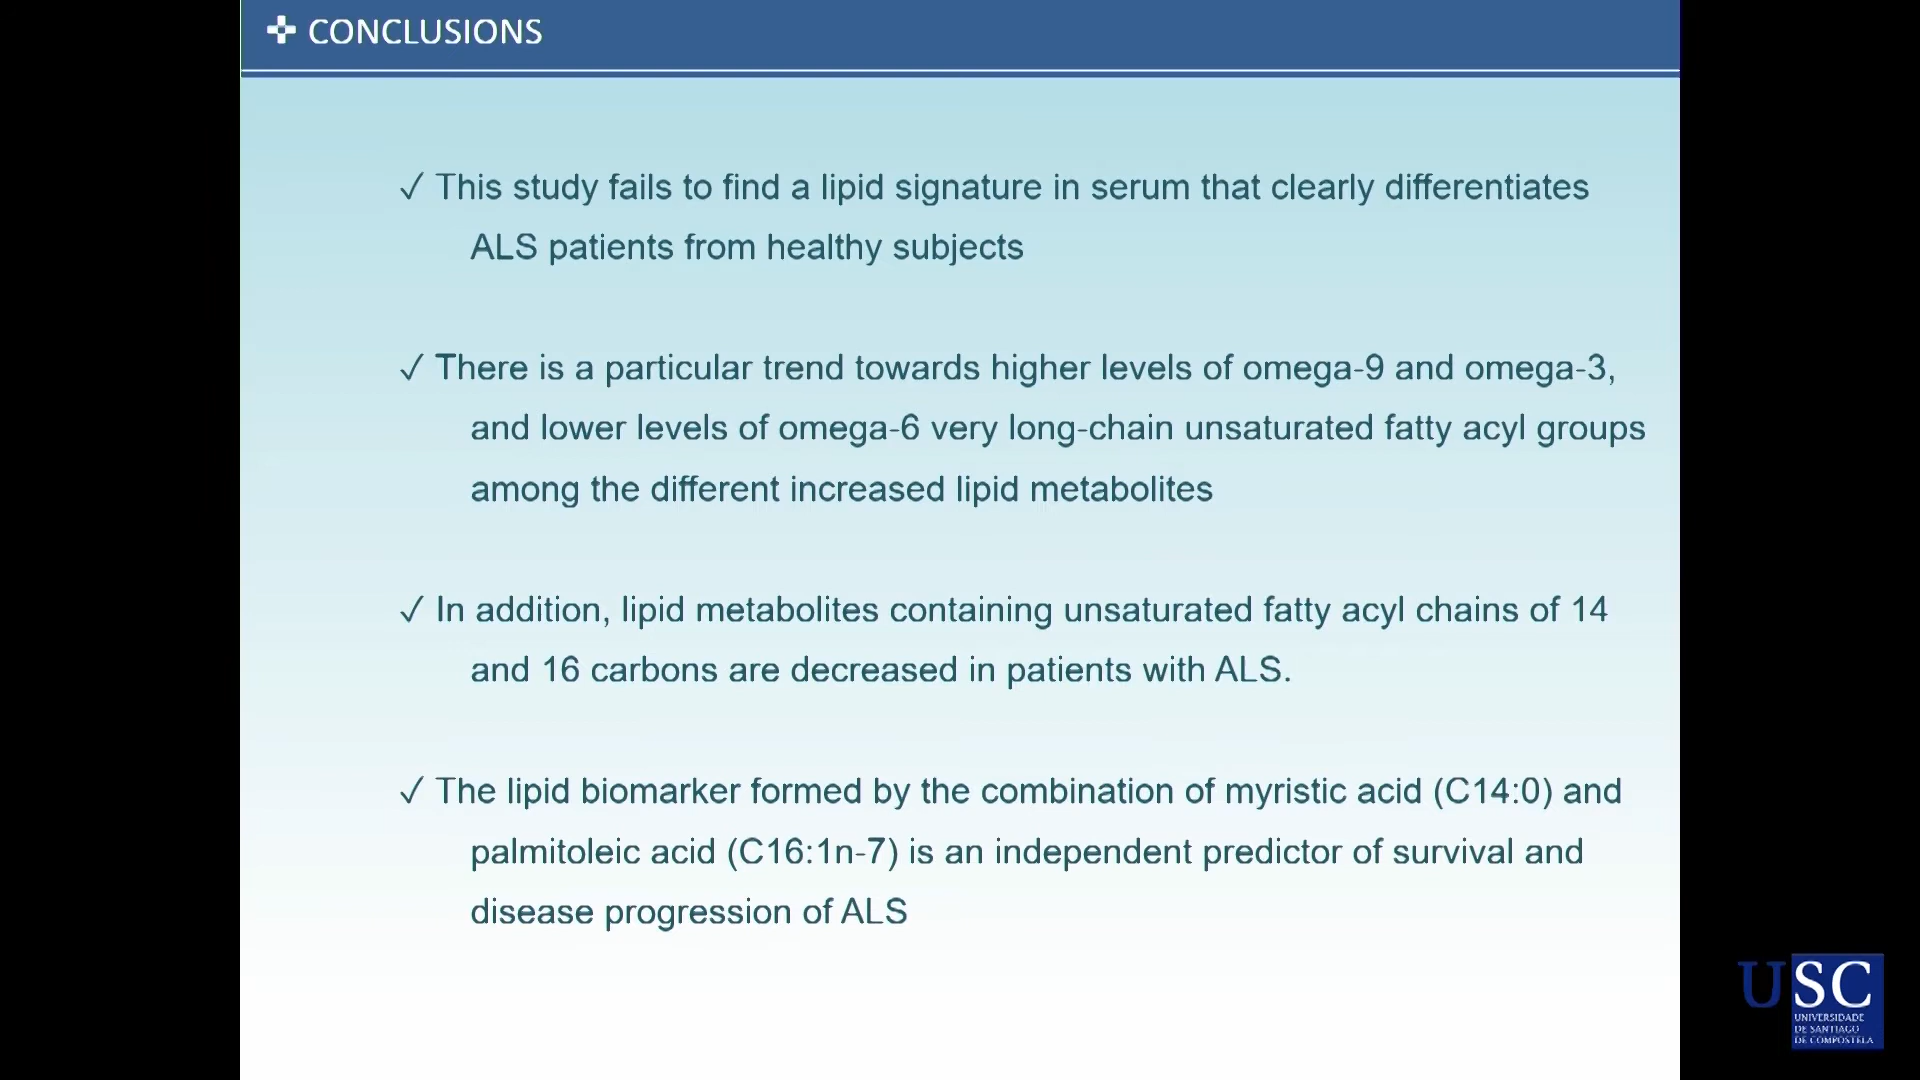 CONCLUSIONS
✓ This study fails to find a lipid signature in serum that clearly differentiates
ALS patients from healthy subjects
✓ There is a particular trend towards higher levels of omega-9 and omega-3,
and lower levels of omega-6 very long-chain unsaturated fatty acyl groups
among the different increased lipid metabolites
✓ In addition, lipid metabolites containing unsaturated fatty acyl chains of 14
and 16 carbons are decreased in patients with ALS.
✓ The lipid biomarker formed by the combination of myristic acid (C14:0) and
palmitoleic acid (C16:1n-7) is an independent predictor of survival and
disease progression of ALS
USC
UNIVERSIDADE
DE SANTIAGO
DE COMPOSTELA